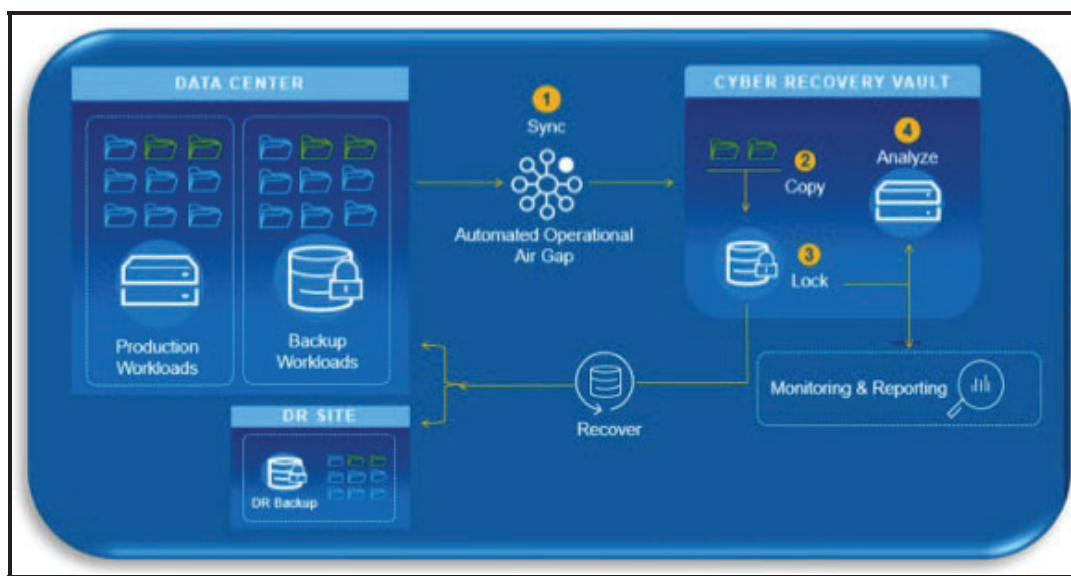 DATA CENTER
Production
Workloads
Backup
Workloads
DR SITE
DR Backup
1
Sync
Automated Operational
Air Gap
CYBER RECOVERY VAULT
2
Copy
3
Lock
4
Analyze
Monitoring & Reporting
Recover